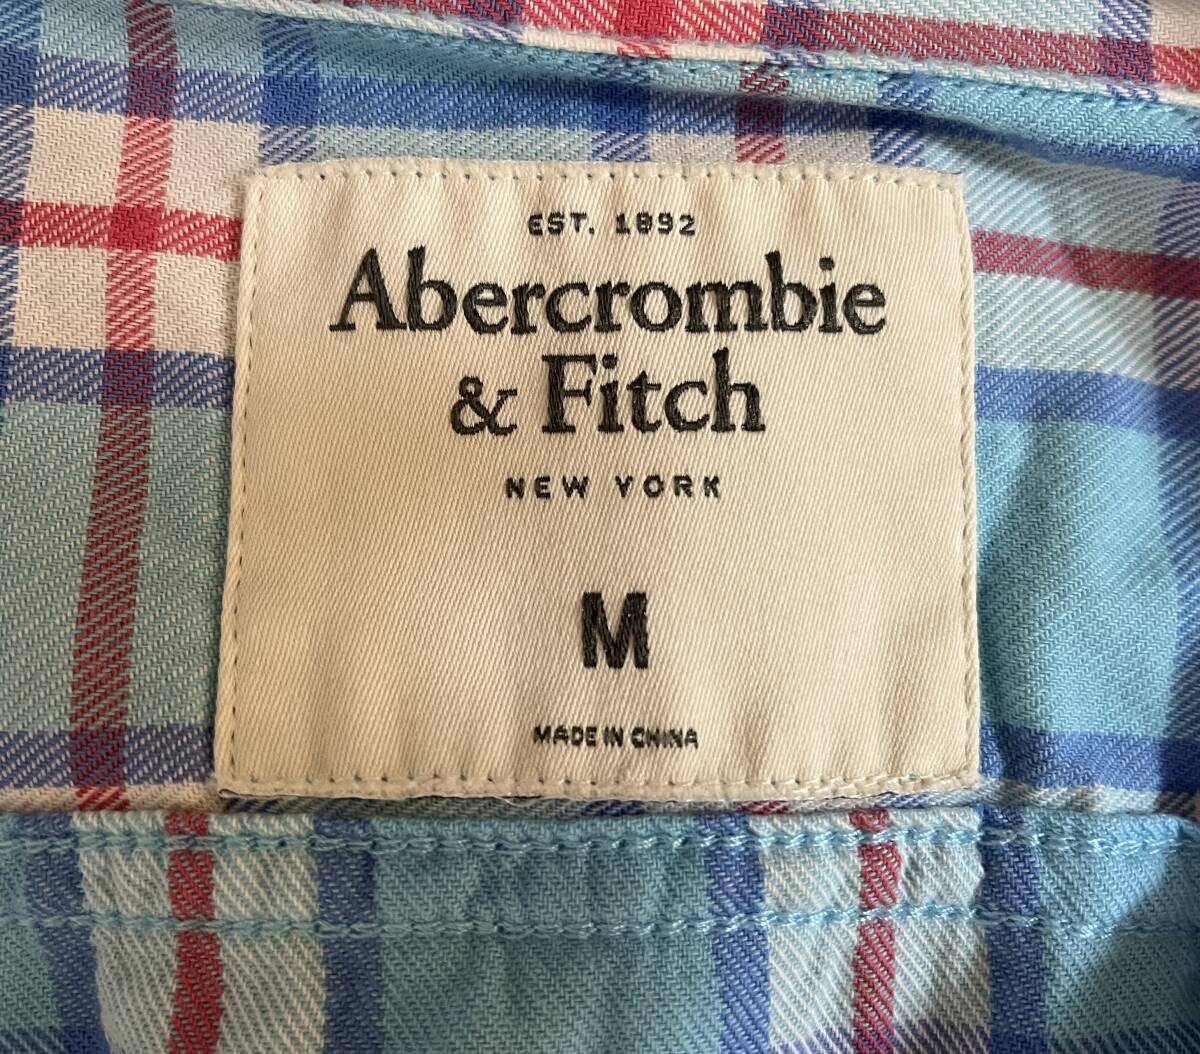 EST. 1892
Abercrombie
& Fitch
NEW YORK
M
MADE IN CHINA